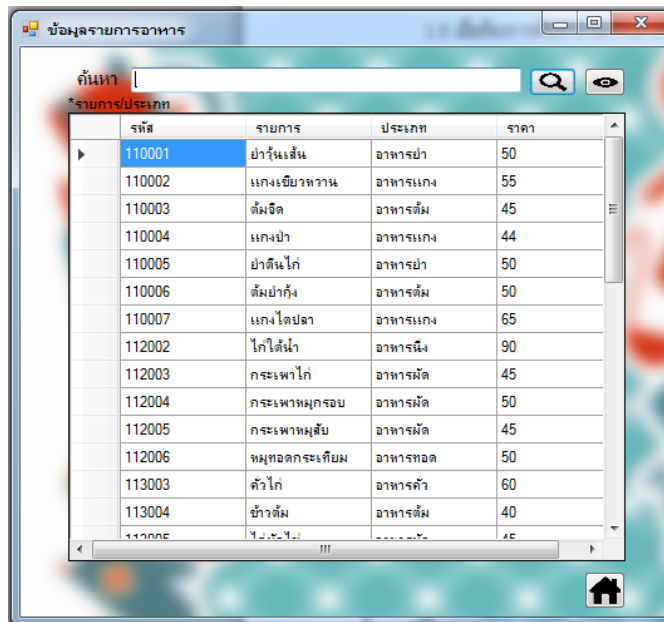 ข้อมูลรายการอาหาร
ค้นหา
*รายการ/ประเภท
รหัส รายการ ประเภท ราคา
110001 ยำวุ้นเส้น อาหารยำ 50
110002 แกงเขียวหวาน อาหารแกง 55
110003 ต้มจืด อาหารต้ม 45
110004 แกงป่า อาหารแกง 44
110005 ยำตีนไก่ อาหารยำ 50
110006 ต้มยำกุ้ง อาหารต้ม 50
110007 แกงไตปลา อาหารแกง 65
112002 ไก่ใต้น้ำ อาหารนึ่ง 90
112003 กระเพาไก่ อาหารผัด 45
112004 กระเพาหมูกรอบ อาหารผัด 50
112005 กระเพาหมูสับ อาหารผัด 45
112006 หมูทอดกระเทียม อาหารทอด 50
113003 คั่วไก่ อาหารคั่ว 60
113004 ข้าวต้ม อาหารต้ม 40